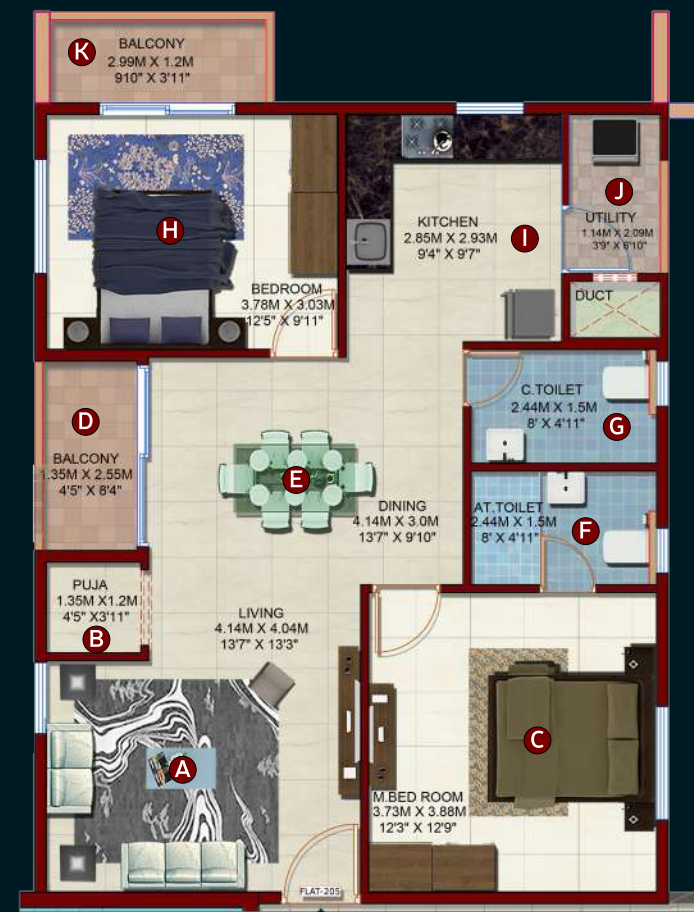 K
BALCONY
2.99M X 1.2M
910" X 3'11"
H
BEDROOM
3.78M X 3.03M
12'5" X 9'11"
KITCHEN
2.85M X 2.93M
9'4" X 9'7"
I
J
UTILITY
1.14M X 2.09M
3'9" X 6'10"
DUCT
D
BALCONY
1.35M X 2.55M
4'5" X 8'4"
E
DINING
4.14M X 3.0M
13'7" X 9'10"
C.TOILET
2.44M X 1.5M
8' X 4'11"
G
AT.TOILET
2.44M X 1.5M
8' X 4'11"
F
PUJA
1.35M X1.2M
4'5" X3'11"
B
LIVING
4.14M X 4.04M
13'7" X 13'3"
A
C
M.BED ROOM
3.73M X 3.88M
12'3" X 12'9"
FLAT-205